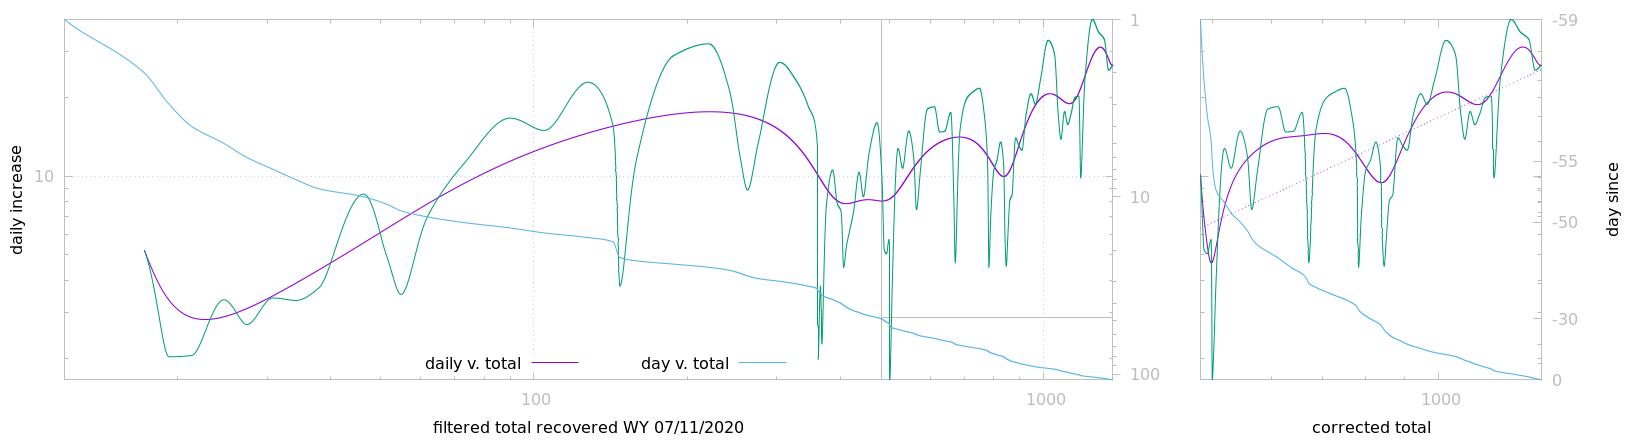 daily increase
10
100
1000
filtered total recovered WY 07/11/2020
daily v. total
day v. total
1
10
100
1000
corrected total
-59
-55
-50
-30
0
day since